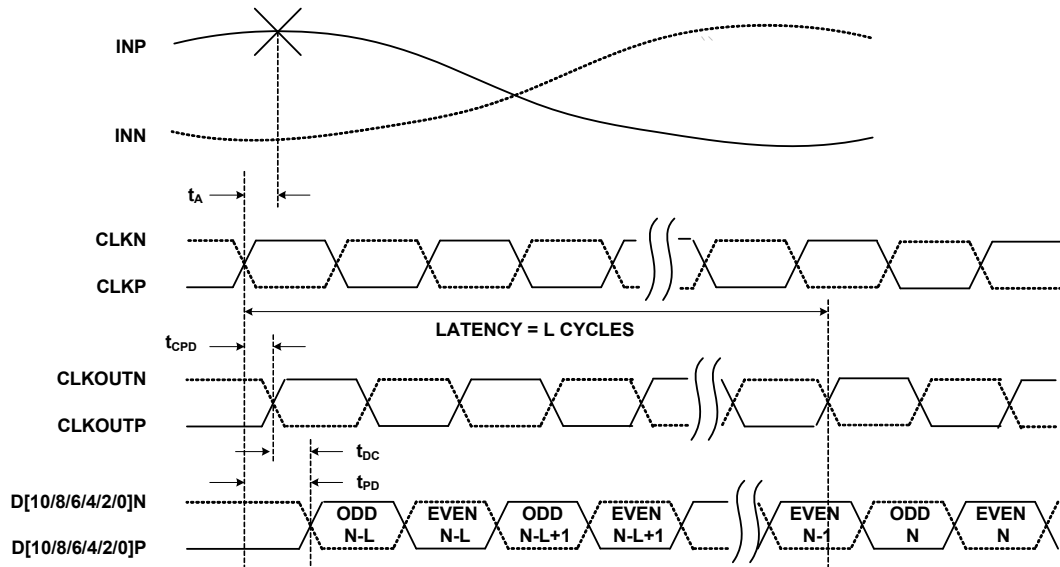 INP
INN
tA
CLKN
CLKP
LATENCY = L CYCLES
tCPD
CLKOUTN
CLKOUTP
tDC
tPD
D[10/8/6/4/2/0]N
D[10/8/6/4/2/0]P
ODD N-L
EVEN N-L
ODD N-L+1
EVEN N-L+1
EVEN N-1
ODD N
EVEN N